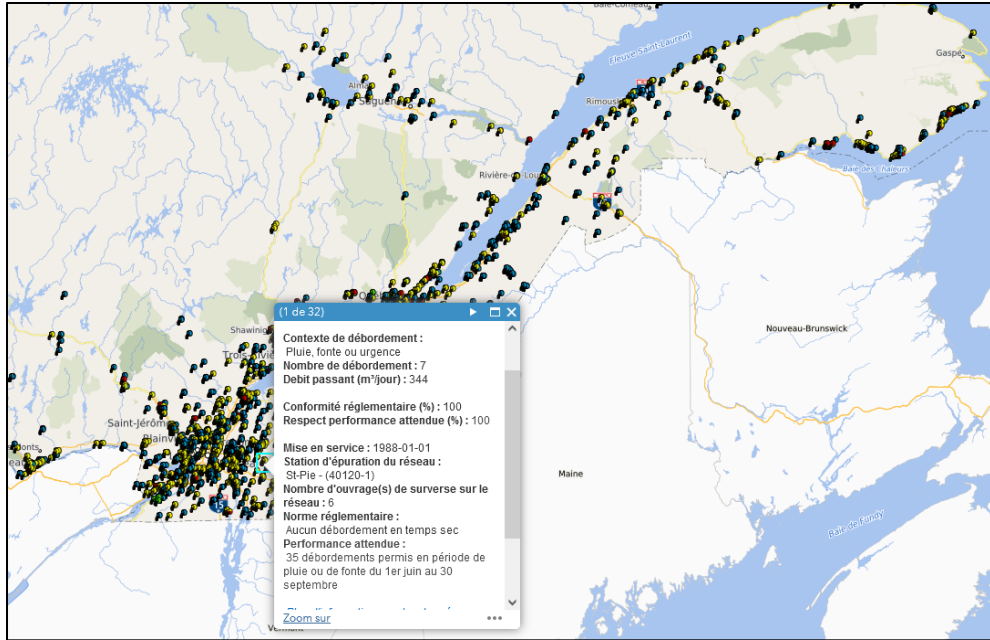 Baie-Comeau
Fleuve Saint-Laurent
Gaspé
Alma
Saguenay
Rimouski
Baie des Chaleurs
Rivière-du-Loup
Shawinigan
Trois-Rivières
Saint-Jérôme
Nouveau-Brunswick
15
Maine
Baie de Fundy
Vermont
(1 de 32)
Contexte de débordement :
Pluie, fonte ou urgence
Nombre de débordement : 7
Debit passant (m³/jour) : 344
Conformité réglementaire (%) : 100
Respect performance attendue (%) : 100
Mise en service : 1988-01-01
Station d'épuration du réseau :
St-Pie - (40120-1)
Nombre d'ouvrage(s) de surverse sur le
réseau : 6
Norme réglementaire :
Aucun débordement en temps sec
Performance attendue :
35 débordements permis en période de
pluie ou de fonte du 1er juin au 30
septembre
Zoom sur